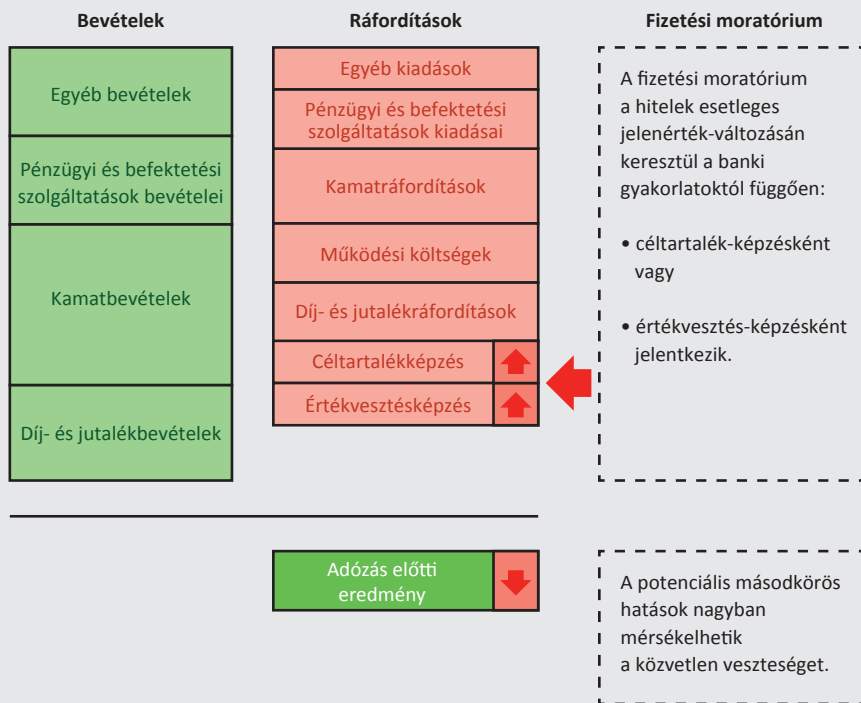 Bevételek
Egyéb bevételek
Pénzügyi és befektetési
szolgáltatások bevételei
Kamatbevételek
Díj- és jutalékbevételek
Ráfordítások
Egyéb kiadások
Pénzügyi és befektetési
szolgáltatások kiadásai
Kamatráfordítások
Működési költségek
Díj- és jutalékráfordítások
Céltartalékképzés
Értékvesztésképzés
Adózás előtti
eredmény
Fizetési moratórium
A fizetési moratórium
a hitelek esetleges
jelenérték-változásán
keresztül a banki
gyakorlatoktól függően:
• céltartalék-képzésként
vagy
• értékvesztés-képzésként
jelentkezik.
A potenciális másodkörös
hatások nagyban
mérsékelhetik
a közvetlen veszteséget.